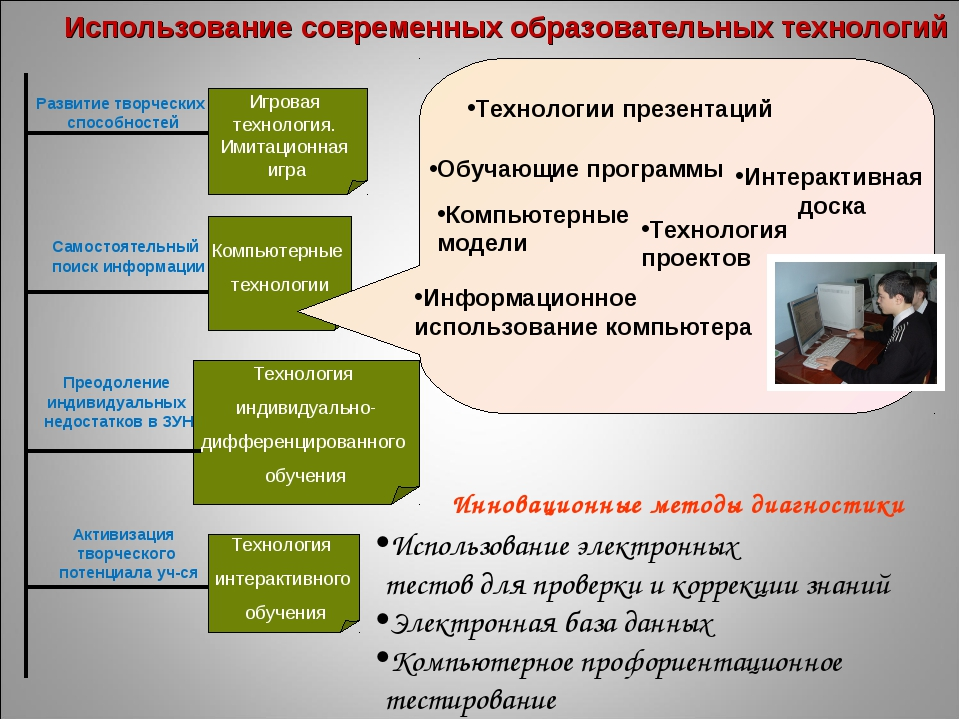 Использование современных образовательных технологий
Развитие творческих
способностей
Игровая
технология.
Имитационная
игра
Самостоятельный
поиск информации
Компьютерные
технологии
Преодоление
индивидуальных
недостатков в ЗУН
Технология
индивидуально-
дифференцированного
обучения
Активизация
творческого
потенциала уч-ся
Технология
интерактивного
обучения
•Технологии презентаций
•Обучающие программы
•Интерактивная
доска
•Компьютерные
модели
•Технология
проектов
•Информационное
использование компьютера
Инновационные методы диагностики
•Использование электронных
тестов для проверки и коррекции знаний
•Электронная база данных
•Компьютерное профориентационное
тестирование